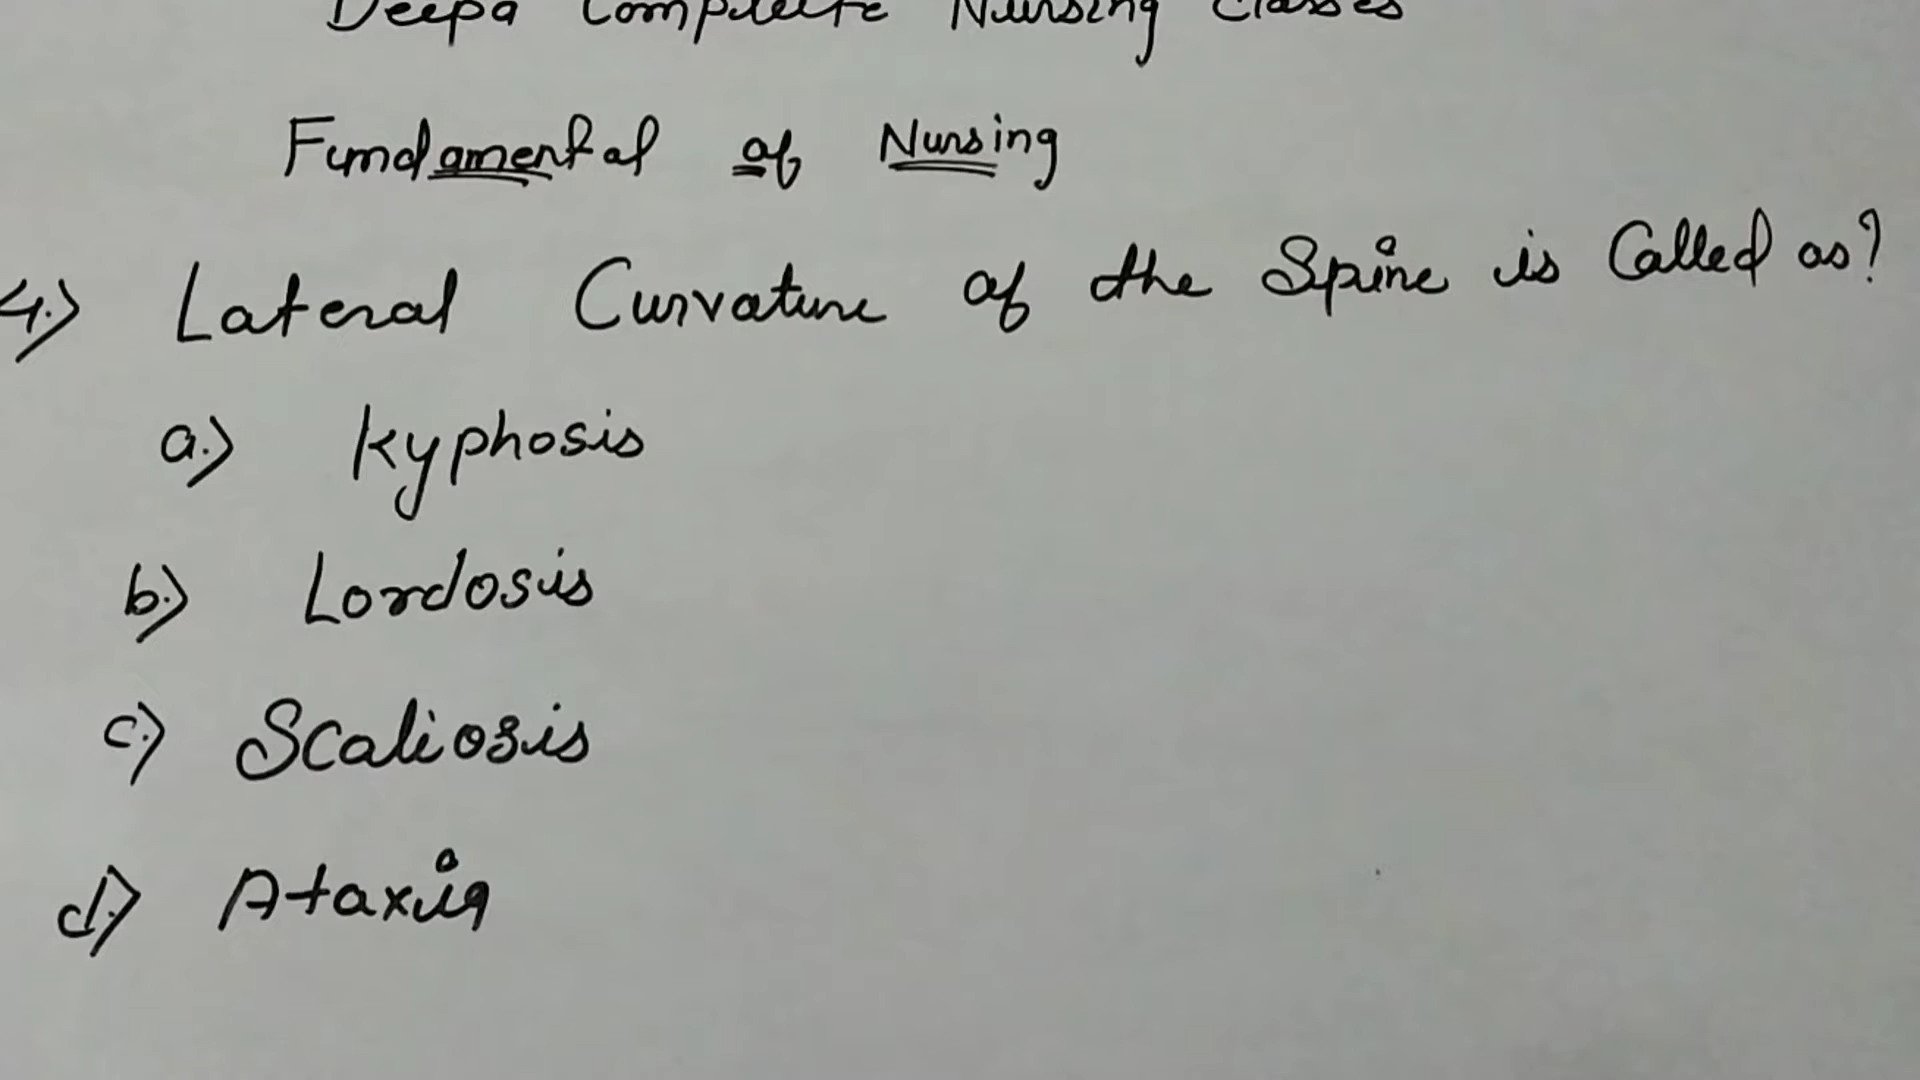 Deepa Complete Nursing Classes
Fundamental of Nursing
4.) Lateral Curvature of the Spine is Called as?
a.) Kyphosis
b.) Lordosis
c.) Scaliosis
d.) Ataxia